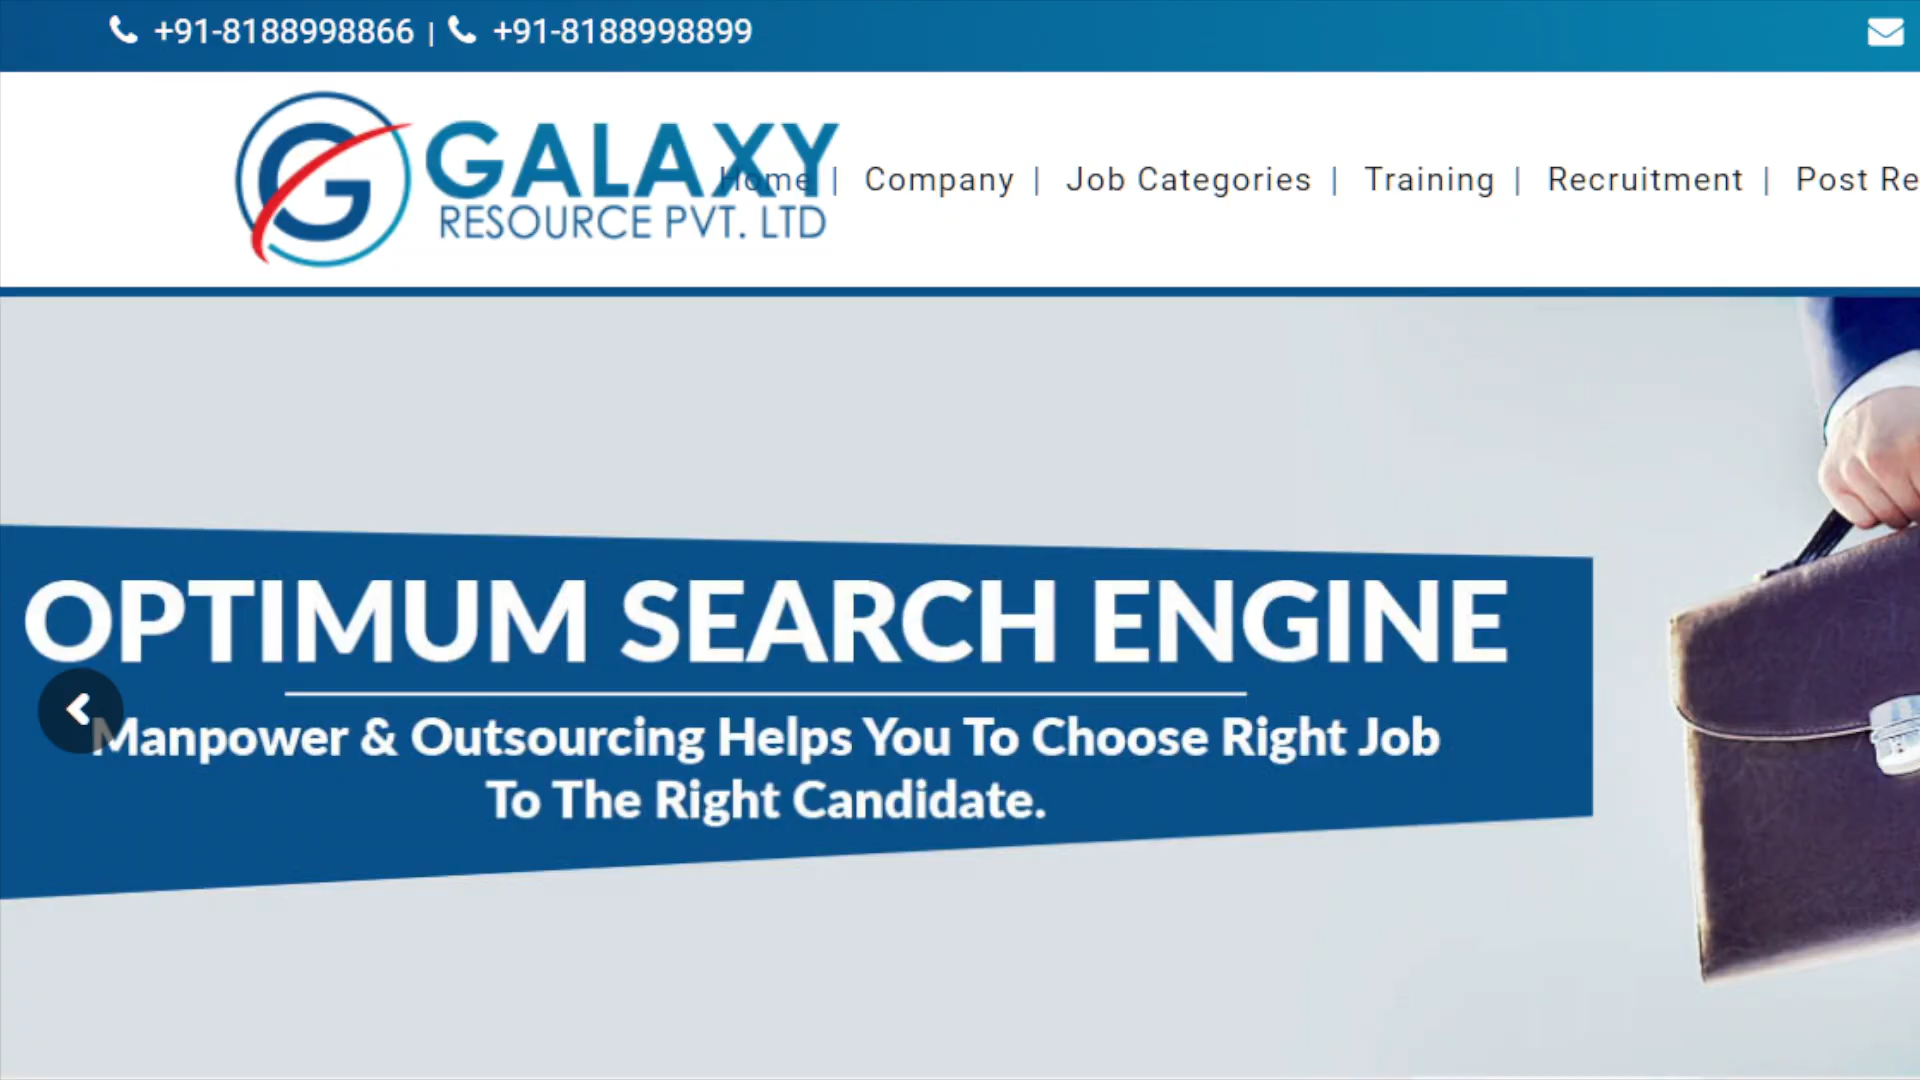 +91-8188998866 | +91-8188998899
GALAXY
RESOURCE PVT. LTD
Home | Company | Job Categories | Training | Recruitment | Post Re
OPTIMUM SEARCH ENGINE
Manpower & Outsourcing Helps You To Choose Right Job
To The Right Candidate.